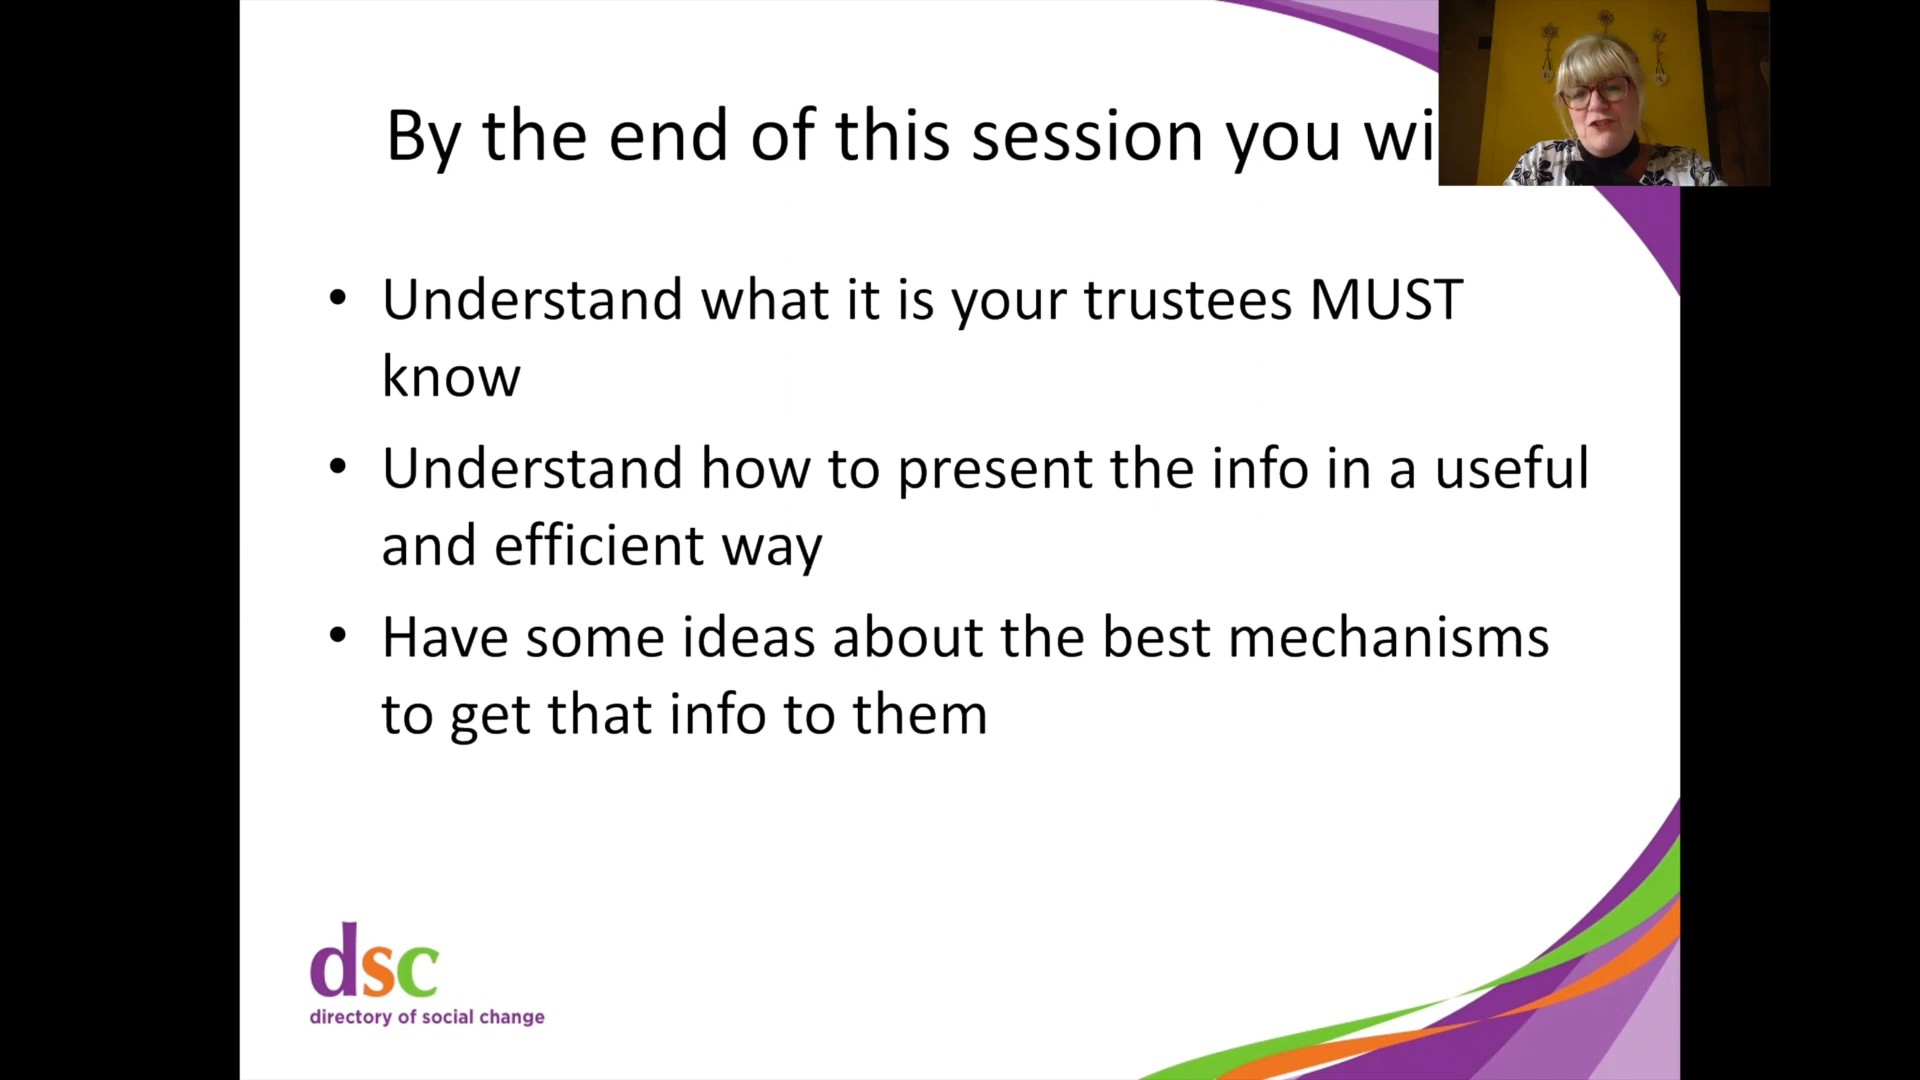 By the end of this session you wi
• Understand what it is your trustees MUST
know
• Understand how to present the info in a useful
and efficient way
• Have some ideas about the best mechanisms
to get that info to them
dsc
directory of social change